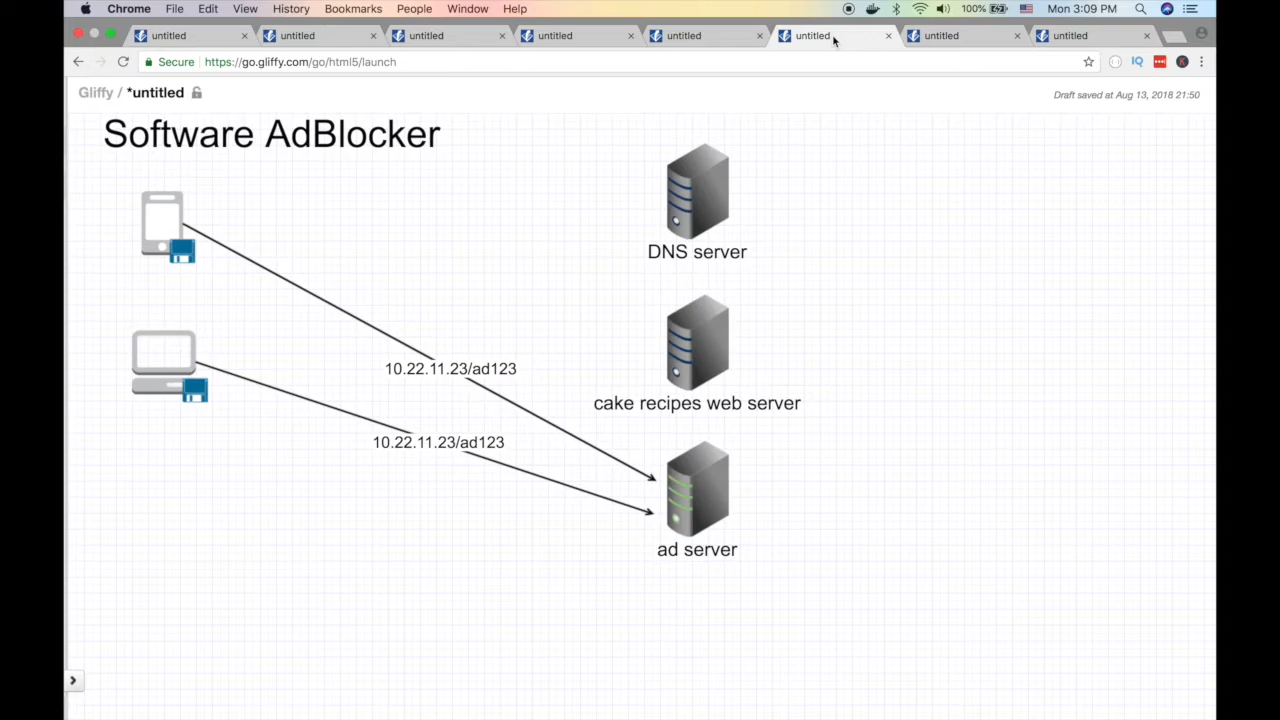 Chrome File Edit View History Bookmarks People Window Help 100% Mon 3:09 PM
untitled untitled untitled untitled untitled untitled untitled untitled
Secure https://go.gliffy.com/go/html5/launch IQ K
Gliffy / *untitled Draft saved at Aug 13, 2018 21:50
Software AdBlocker
DNS server
10.22.11.23/ad123
cake recipes web server
10.22.11.23/ad123
ad server